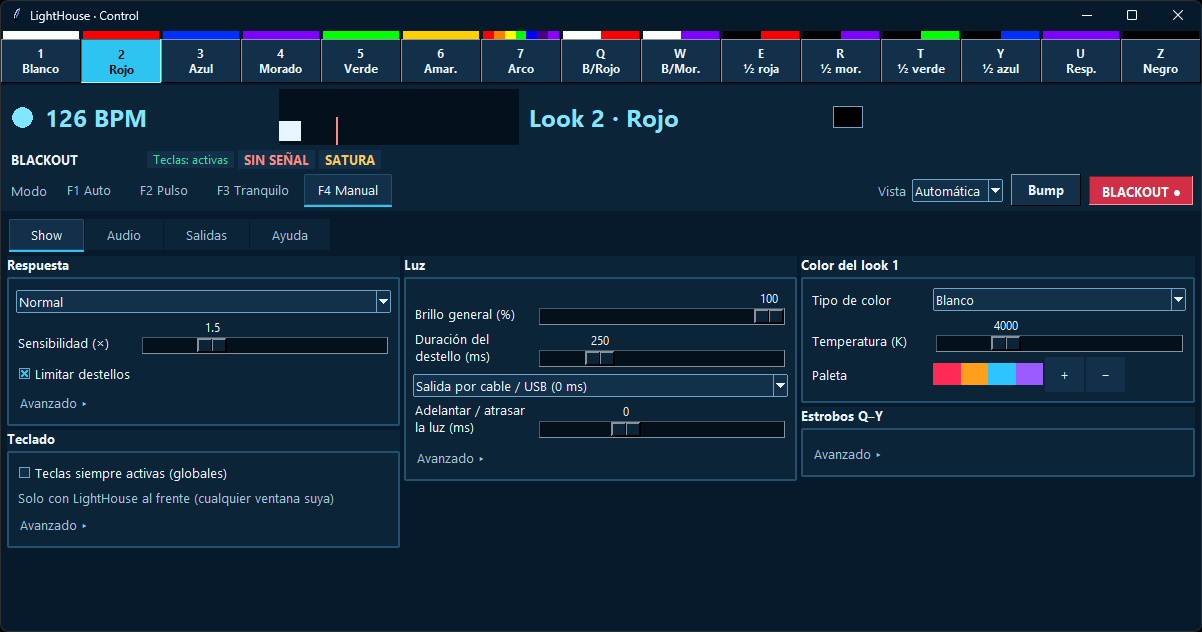 LightHouse · Control
1 2 3 4 5 6 7 Q W E R T Y U Z
Blanco Rojo Azul Morado Verde Amar. Arco B/Rojo B/Mor. ½ roja ½ mor. ½ verde ½ azul Resp. Negro
126 BPM Look 2 · Rojo
BLACKOUT Teclas: activas SIN SEÑAL SATURA
Modo F1 Auto F2 Pulso F3 Tranquilo F4 Manual Vista Automática Bump BLACKOUT ●
Show Audio Salidas Ayuda
Respuesta
Normal
1.5
Sensibilidad (×)
Limitar destellos
Avanzado ▸
Teclado
Teclas siempre activas (globales)
Solo con LightHouse al frente (cualquier ventana suya)
Avanzado ▸
Luz
100
Brillo general (%)
Duración del
destello (ms)
250
Salida por cable / USB (0 ms)
Adelantar / atrasar
la luz (ms)
0
Avanzado ▸
Color del look 1
Tipo de color Blanco
4000
Temperatura (K)
Paleta + −
Estrobos Q–Y
Avanzado ▸